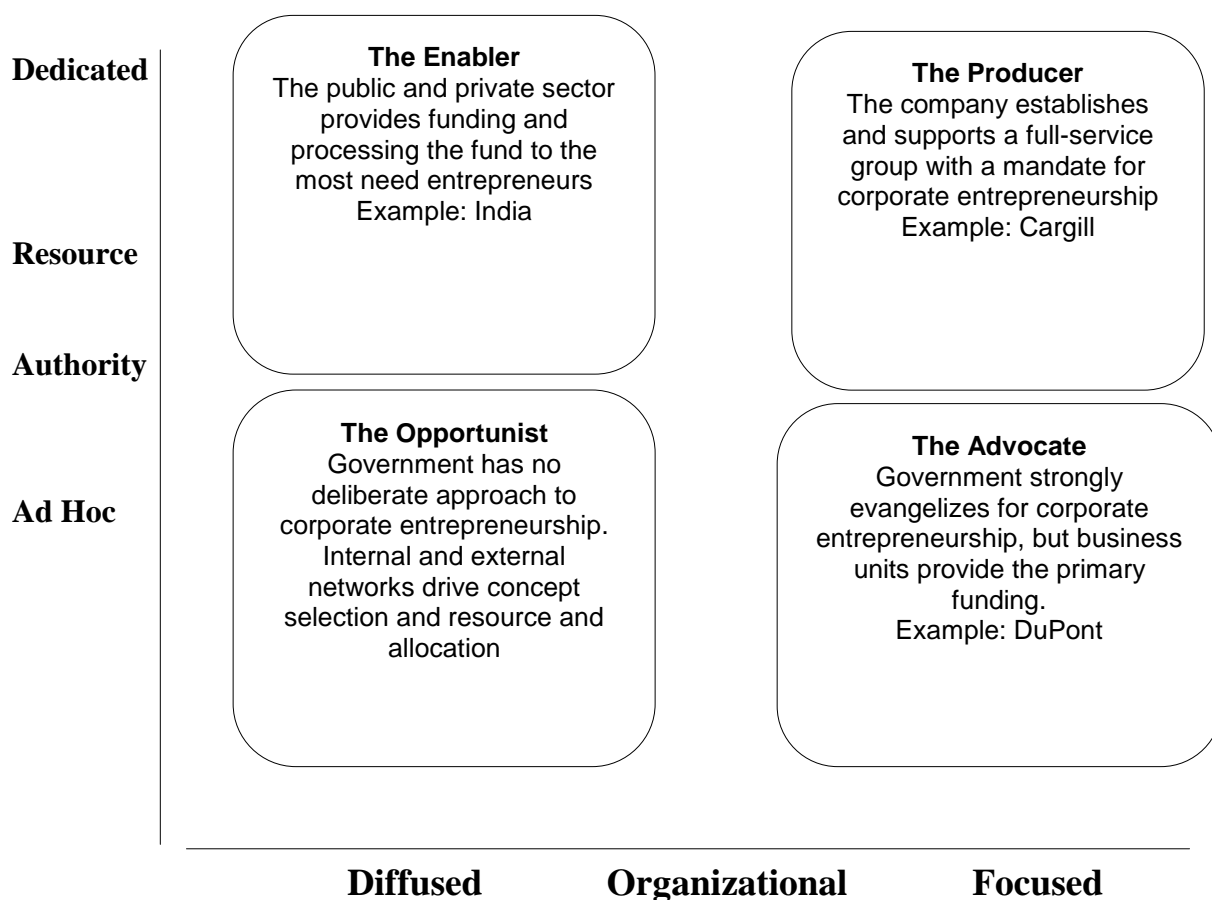 Dedicated
Resource
Authority
Ad Hoc
The Enabler
The public and private sector
provides funding and
processing the fund to the
most need entrepreneurs
Example: India
The Producer
The company establishes
and supports a full-service
group with a mandate for
corporate entrepreneurship
Example: Cargill
The Opportunist
Government has no
deliberate approach to
corporate entrepreneurship.
Internal and external
networks drive concept
selection and resource and
allocation
The Advocate
Government strongly
evangelizes for corporate
entrepreneurship, but business
units provide the primary
funding.
Example: DuPont
Diffused Organizational Focused